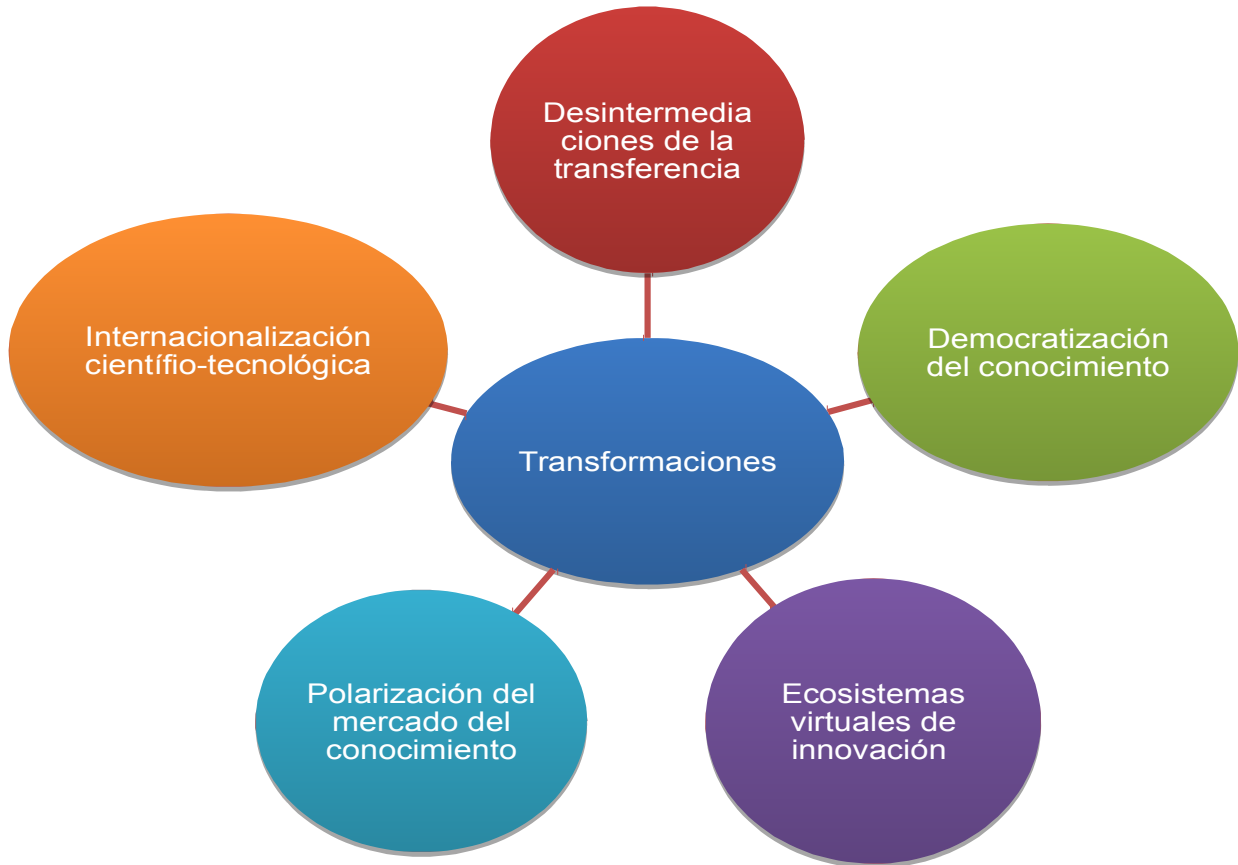 Desintermedia
ciones de la
transferencia
Internacionalización
científio-tecnológica
Democratización
del conocimiento
Transformaciones
Polarización del
mercado del
conocimiento
Ecosistemas
virtuales de
innovación